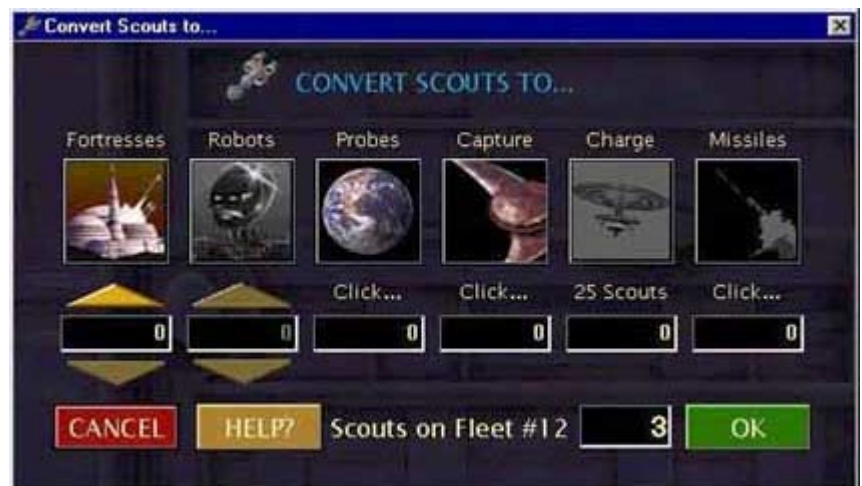 Convert Scouts to...
CONVERT SCOUTS TO...
Fortresses Robots Probes Capture Charge Missiles
Click... Click... 25 Scouts Click...
0 0 0 0 0 0
CANCEL HELP? Scouts on Fleet #12 3 OK